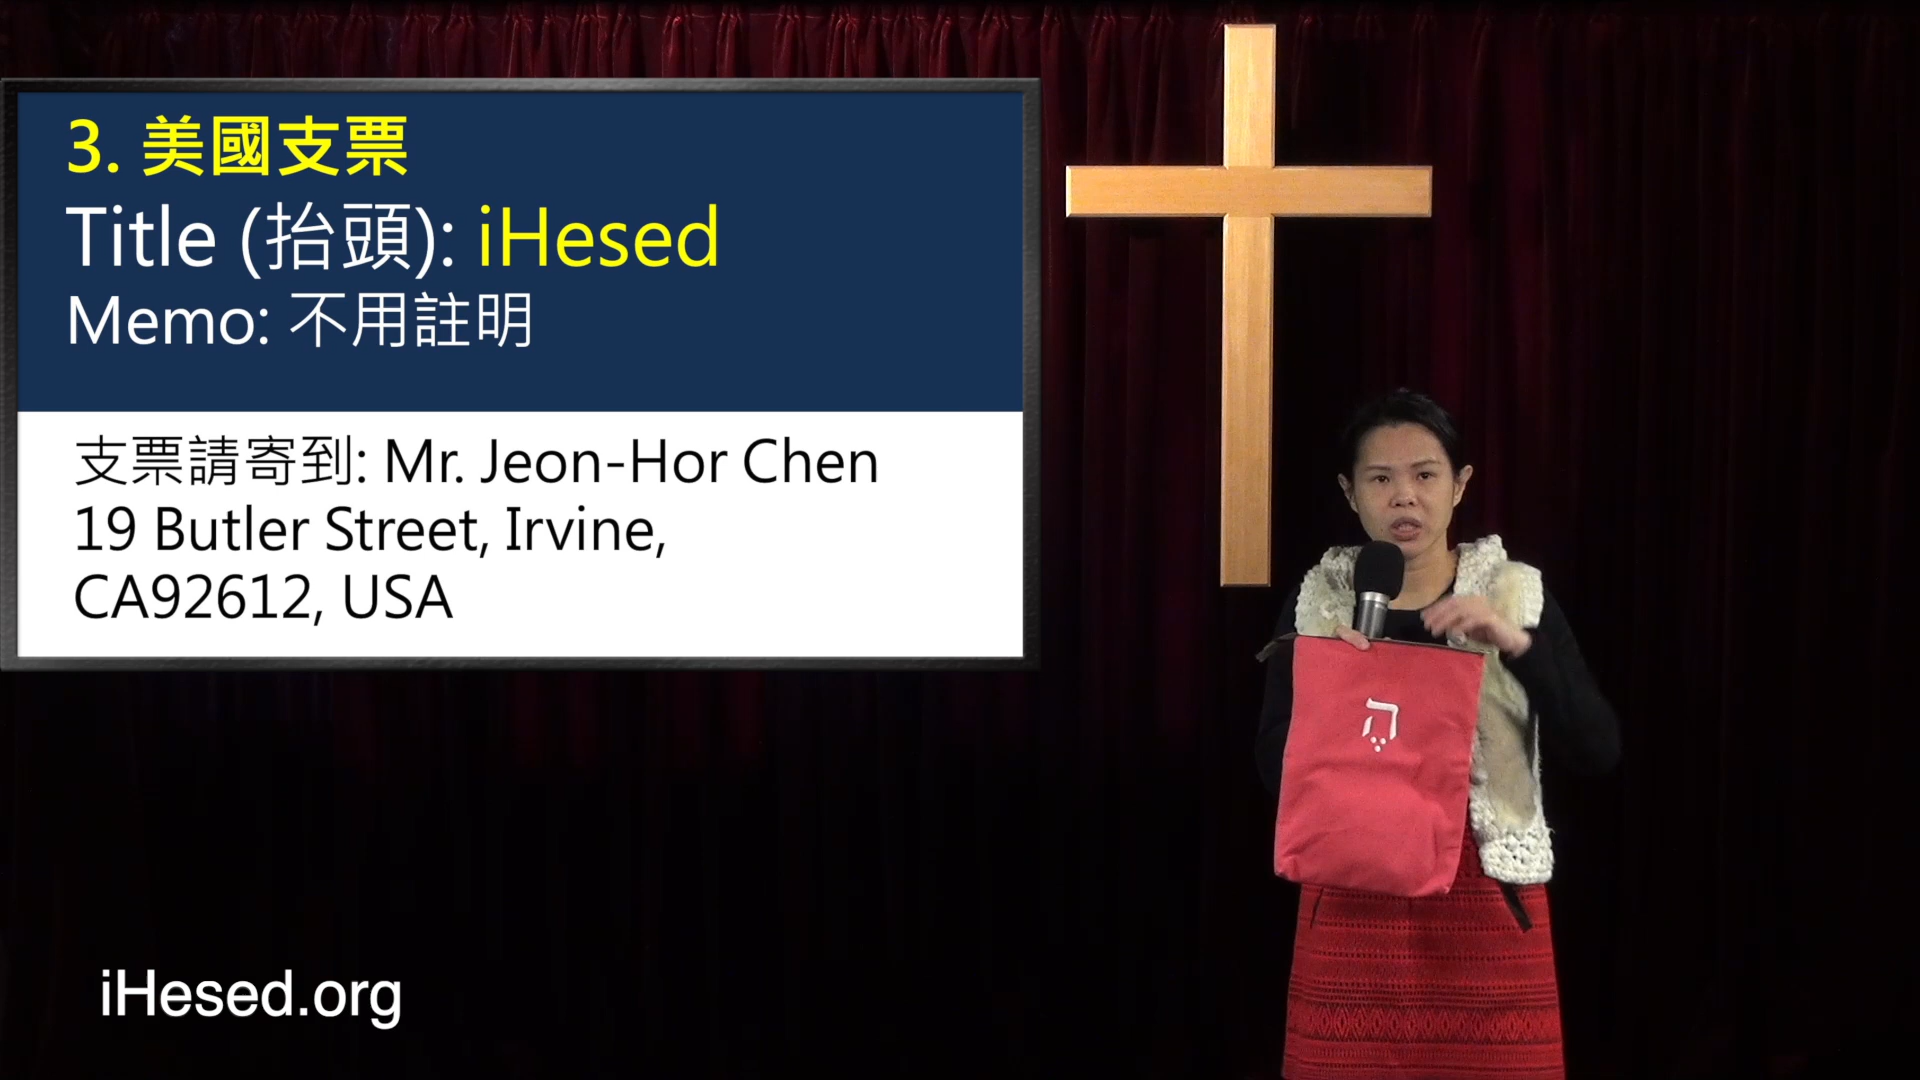 3. 美國支票
Title (抬頭): iHesed
Memo: 不用註明
支票請寄到: Mr. Jeon-Hor Chen
19 Butler Street, Irvine,
CA92612, USA
ה
iHesed.org